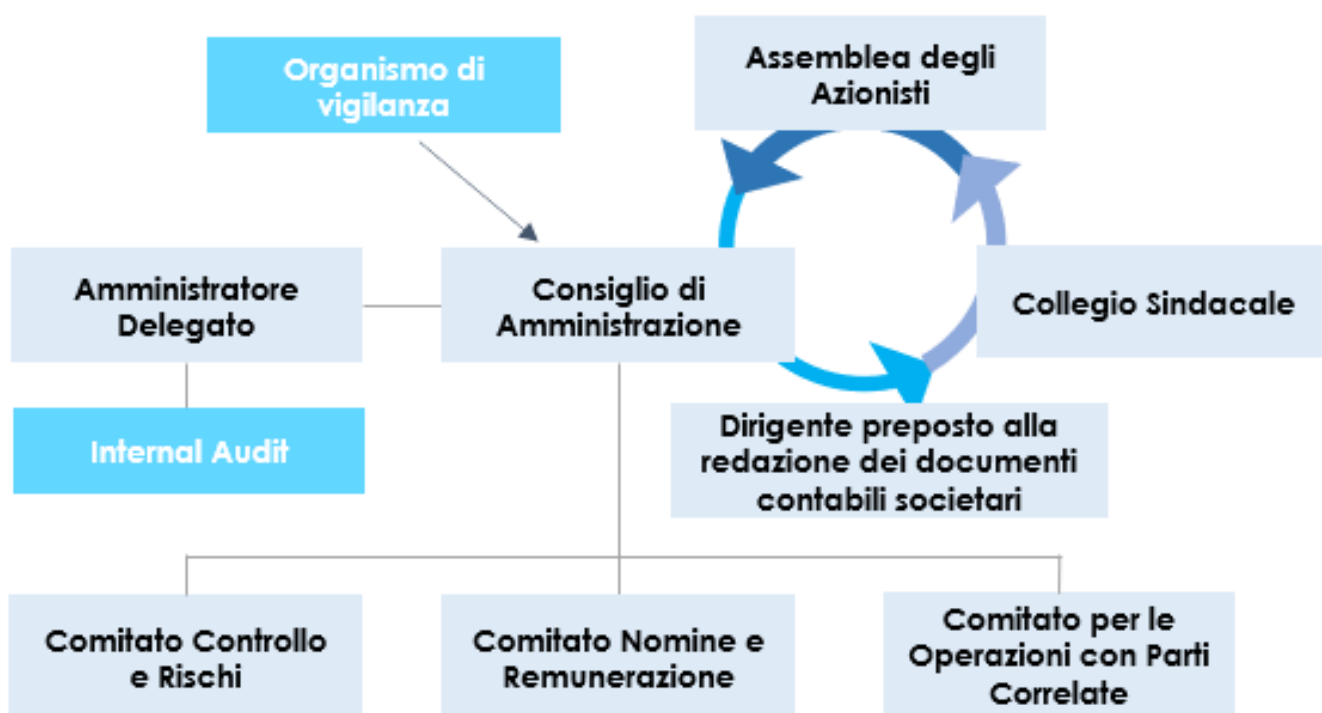 Organismo di
vigilanza
Assemblea degli
Azionisti
Amministratore
Delegato
Consiglio di
Amministrazione
Collegio Sindacale
Internal Audit
Dirigente preposto alla
redazione dei documenti
contabili societari
Comitato Controllo
e Rischi
Comitato Nomine e
Remunerazione
Comitato per le
Operazioni con Parti
Correlate